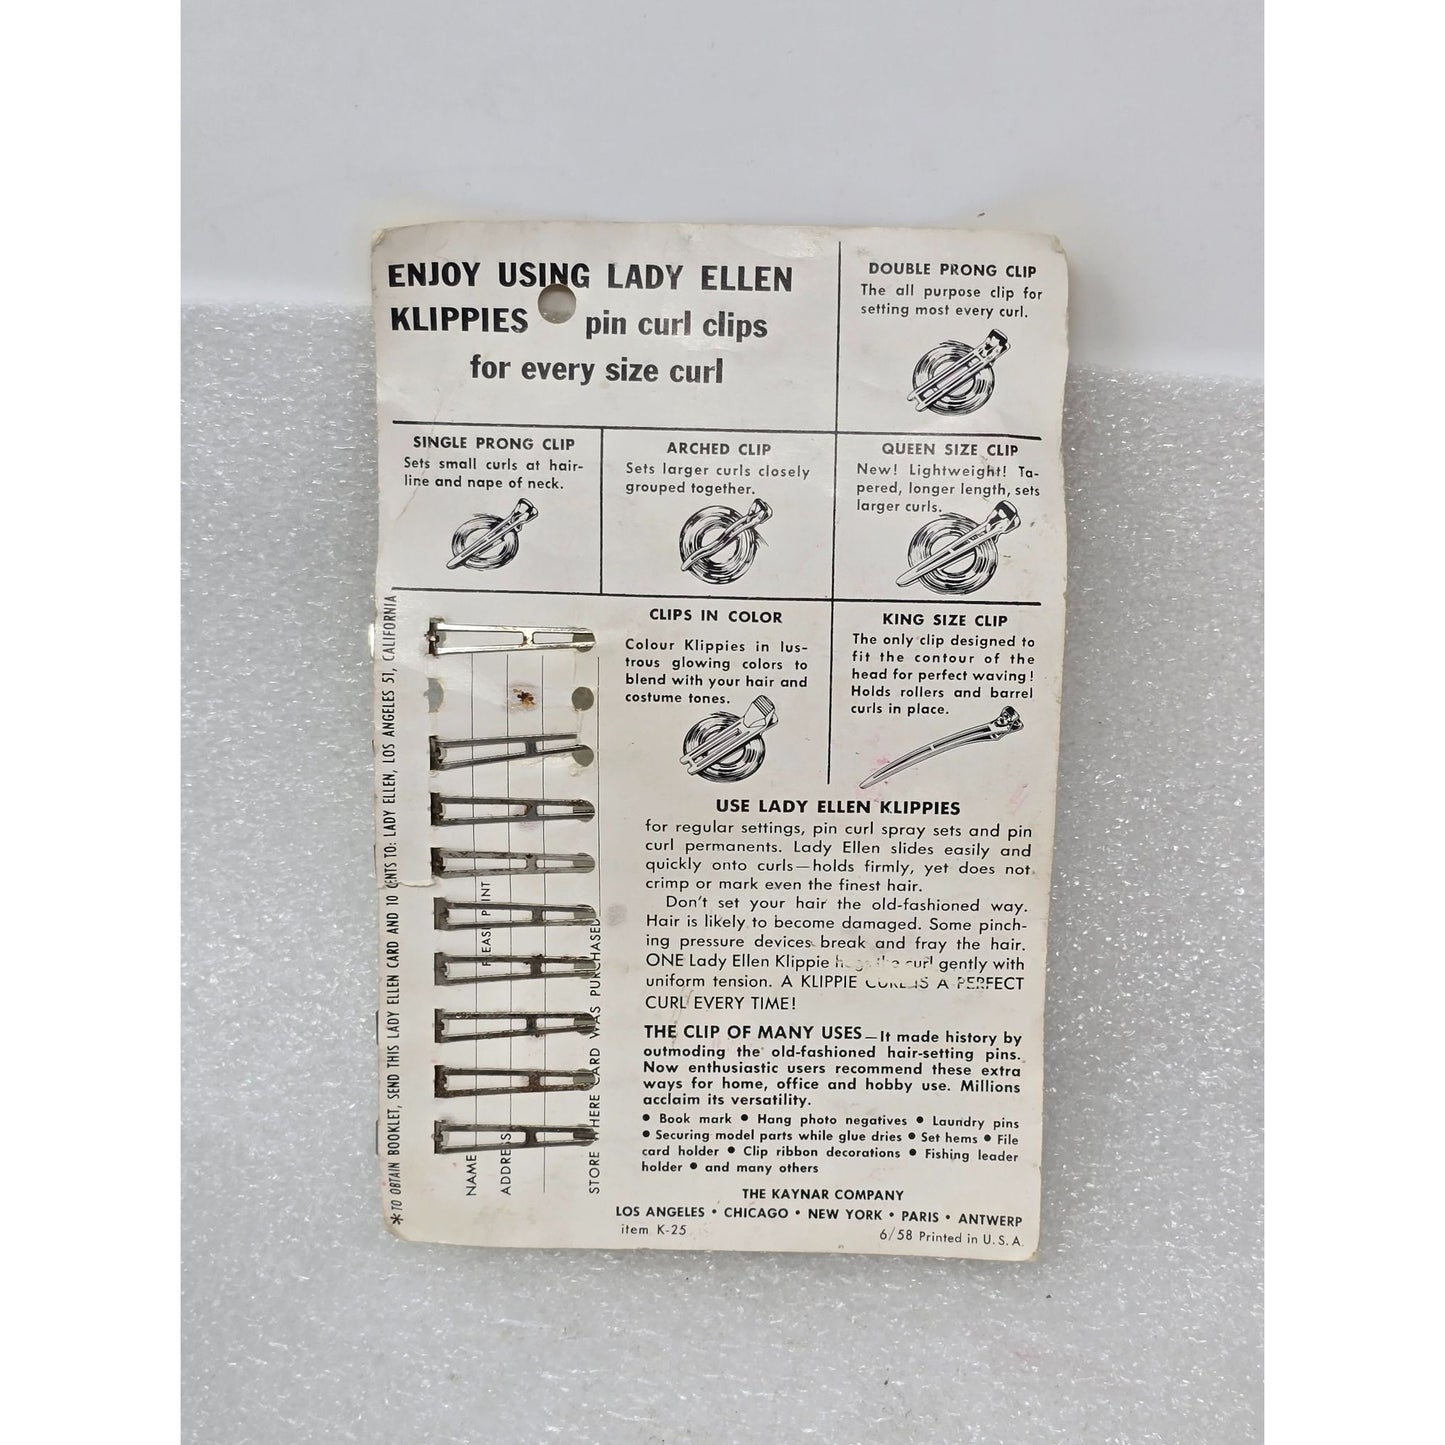 ENJOY USING LADY ELLEN
KLIPPIES pin curl clips
for every size curl
DOUBLE PRONG CLIP
The all purpose clip for
setting most every curl.
SINGLE PRONG CLIP
Sets small curls at hair-
line and nape of neck.
ARCHED CLIP
Sets larger curls closely
grouped together.
QUEEN SIZE CLIP
New! Lightweight! Ta-
pered, longer length, sets
larger curls.
CLIPS IN COLOR
Colour Klippies in lus-
trous glowing colors to
blend with your hair and
costume tones.
KING SIZE CLIP
The only clip designed to
fit the contour of the
head for perfect waving!
Holds rollers and barrel
curls in place.
*TO OBTAIN BOOKLET, SEND THIS LADY ELLEN CARD AND 10 CENTS TO: LADY ELLEN, LOS ANGELES 51, CALIFORNIA
NAME
PLEASE PRINT
ADDRESS
STORE WHERE CARD WAS PURCHASED
USE LADY ELLEN KLIPPIES
for regular settings, pin curl spray sets and pin
curl permanents. Lady Ellen slides easily and
quickly onto curls—holds firmly, yet does not
crimp or mark even the finest hair.
Don't set your hair the old-fashioned way.
Hair is likely to become damaged. Some pinch-
ing pressure devices break and fray the hair.
ONE Lady Ellen Klippie hugs the curl gently with
uniform tension. A KLIPPIE CURL IS A PERFECT
CURL EVERY TIME!
THE CLIP OF MANY USES—It made history by
outmoding the old-fashioned hair-setting pins.
Now enthusiastic users recommend these extra
ways for home, office and hobby use. Millions
acclaim its versatility.
• Book mark • Hang photo negatives • Laundry pins
• Securing model parts while glue dries • Set hems • File
card holder • Clip ribbon decorations • Fishing leader
holder • and many others
THE KAYNAR COMPANY
LOS ANGELES • CHICAGO • NEW YORK • PARIS • ANTWERP
item K-25
6/58 Printed in U.S.A.